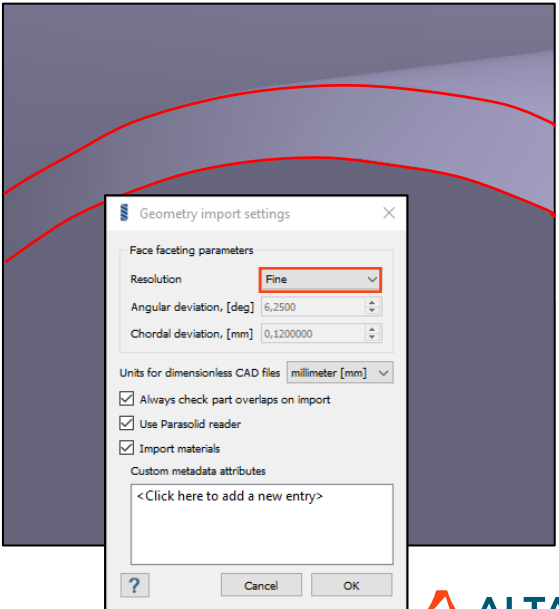 Geometry import settings
Face faceting parameters
Resolution Fine
Angular deviation, [deg] 6,2500
Chordal deviation, [mm] 0,1200000
Units for dimensionless CAD files millimeter [mm]
Always check part overlaps on import
Use Parasolid reader
Import materials
Custom metadata attributes
<Click here to add a new entry>
? Cancel OK